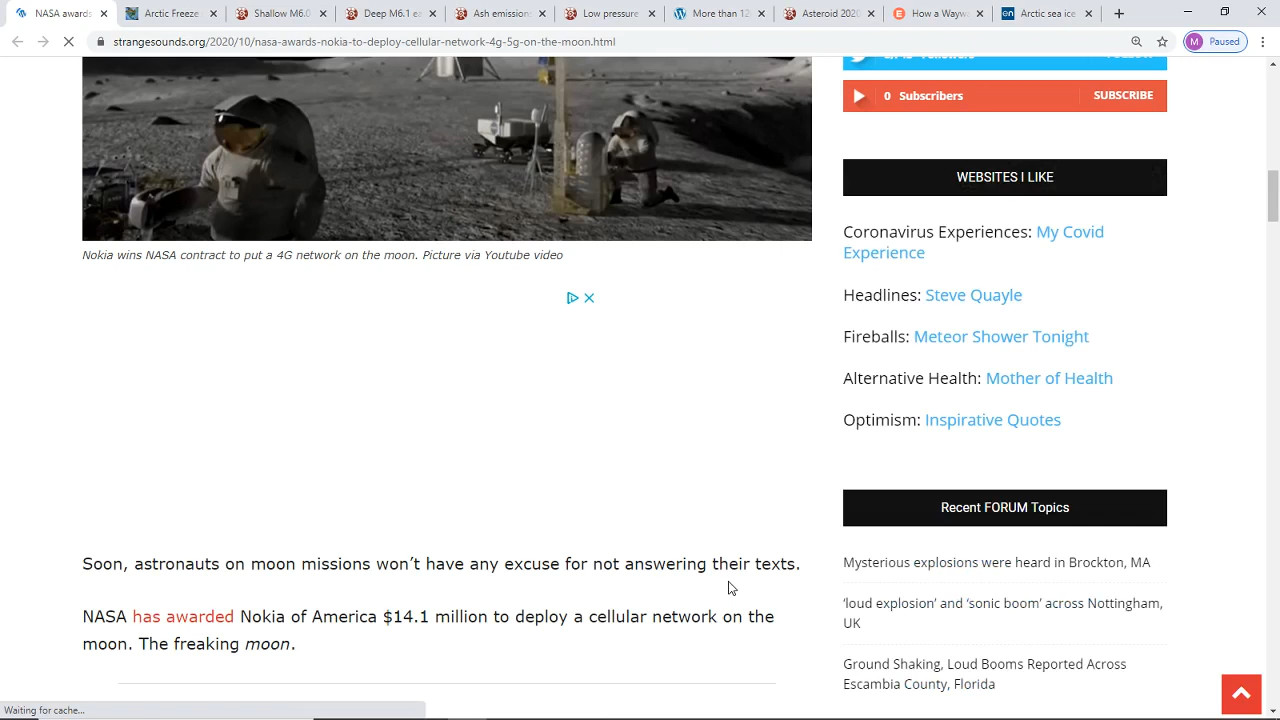 NASA awards
Arctic Freeze
Shallow M6.0
Deep M6.1 ea
Ash emissions
Low pressure
More than 12
Asteroid 2020
How a Wayw
Arctic sea ice
strangesounds.org/2020/10/nasa-awards-nokia-to-deploy-cellular-network-4g-5g-on-the-moon.html
M Paused
0 Subscribers SUBSCRIBE
WEBSITES I LIKE
Coronavirus Experiences: My Covid
Experience
Headlines: Steve Quayle
Fireballs: Meteor Shower Tonight
Alternative Health: Mother of Health
Optimism: Inspirative Quotes
Recent FORUM Topics
Mysterious explosions were heard in Brockton, MA
‘loud explosion’ and ‘sonic boom’ across Nottingham,
UK
Ground Shaking, Loud Booms Reported Across
Escambia County, Florida
Nokia wins NASA contract to put a 4G network on the moon. Picture via Youtube video
Soon, astronauts on moon missions won’t have any excuse for not answering their texts.
NASA has awarded Nokia of America $14.1 million to deploy a cellular network on the
moon. The freaking moon.
Waiting for cache...